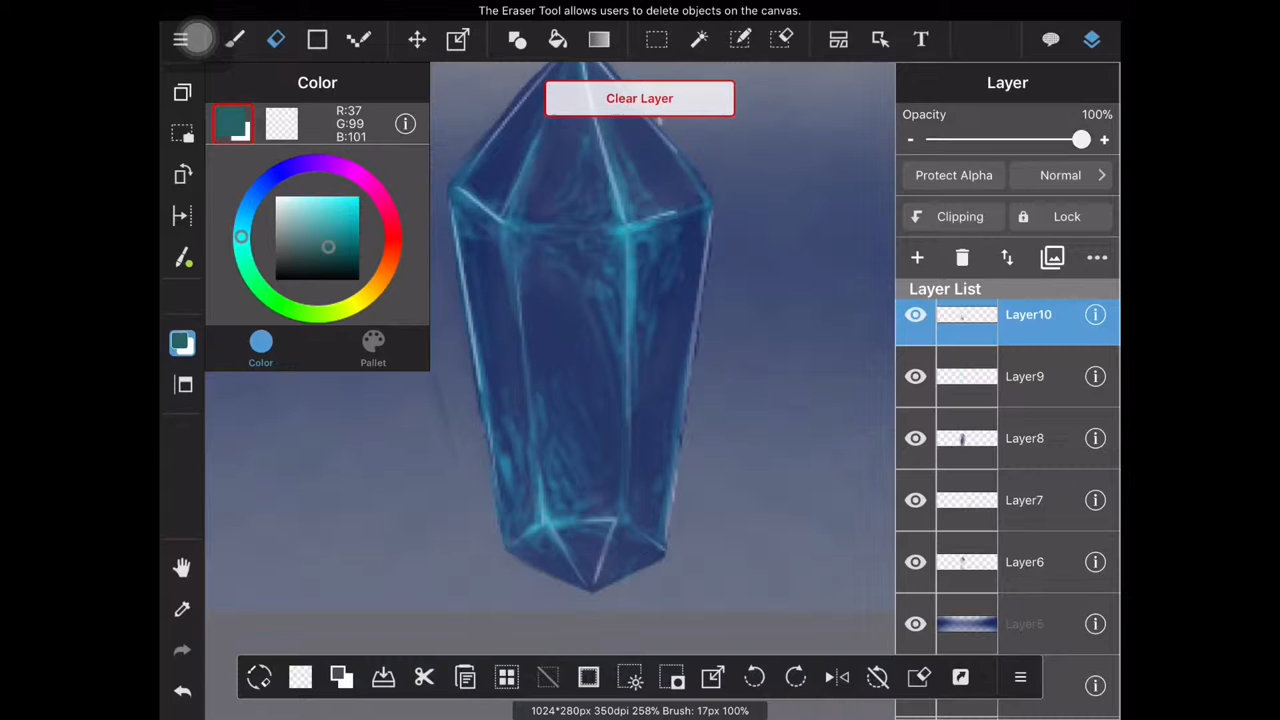 The Eraser Tool allows users to delete objects on the canvas.
T
Color
R:37
G:99
B:101
Color
Pallet
Clear Layer
Layer
Opacity 100%
- +
Protect Alpha
Normal
Clipping
Lock
Layer List
Layer10
Layer9
Layer8
Layer7
Layer6
Layer5
1024*280px 350dpi 258% Brush: 17px 100%